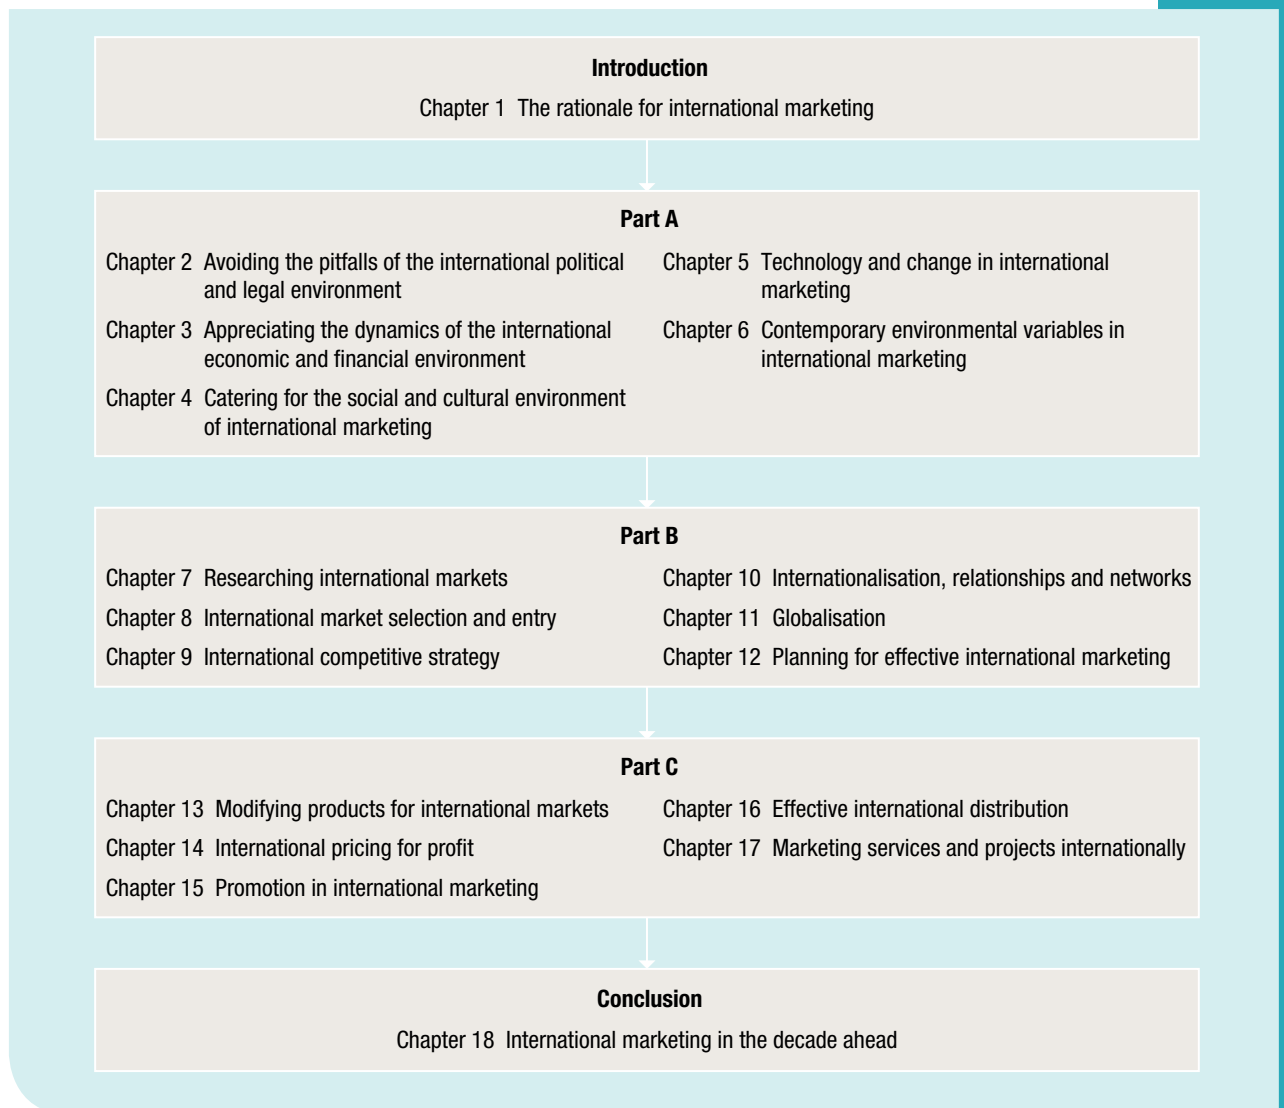 Introduction
Chapter 1 The rationale for international marketing
Part A
Chapter 2 Avoiding the pitfalls of the international political
and legal environment
Chapter 3 Appreciating the dynamics of the international
economic and financial environment
Chapter 4 Catering for the social and cultural environment
of international marketing
Chapter 5 Technology and change in international
marketing
Chapter 6 Contemporary environmental variables in
international marketing
Part B
Chapter 7 Researching international markets
Chapter 8 International market selection and entry
Chapter 9 International competitive strategy
Chapter 10 Internationalisation, relationships and networks
Chapter 11 Globalisation
Chapter 12 Planning for effective international marketing
Part C
Chapter 13 Modifying products for international markets
Chapter 14 International pricing for profit
Chapter 15 Promotion in international marketing
Chapter 16 Effective international distribution
Chapter 17 Marketing services and projects internationally
Conclusion
Chapter 18 International marketing in the decade ahead